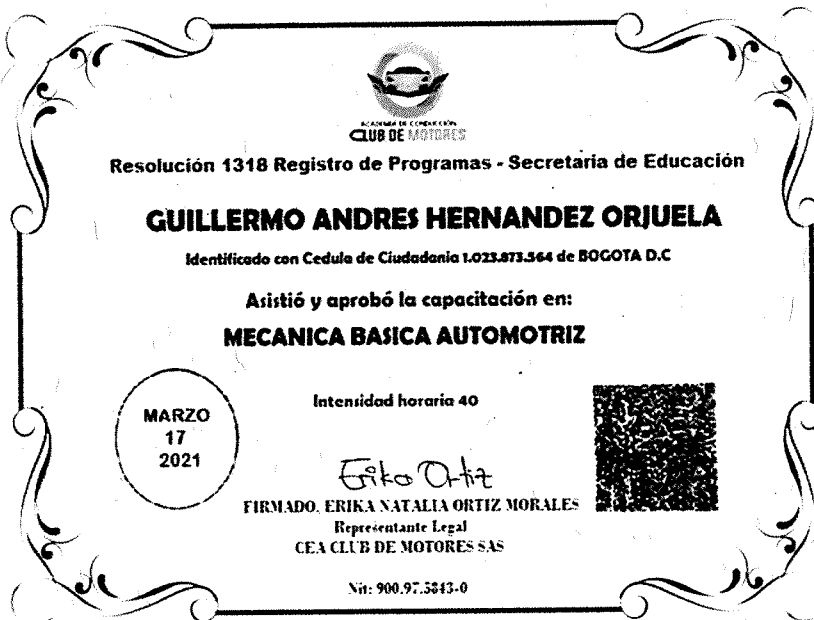 ACADEMIA DE CONDUCCIÓN
CLUB DE MOTORES
Resolución 1318 Registro de Programas - Secretaria de Educación
GUILLERMO ANDRES HERNANDEZ ORJUELA
Identificado con Cedula de Ciudadania 1.023.873.564 de BOGOTA D.C
Asistió y aprobó la capacitación en:
MECANICA BASICA AUTOMOTRIZ
Intensidad horaria 40
MARZO
17
2021
Erika Ortiz
FIRMADO. ERIKA NATALIA ORTIZ MORALES
Representante Legal
CEA CLUB DE MOTORES SAS
Nit: 900.97.5843-0